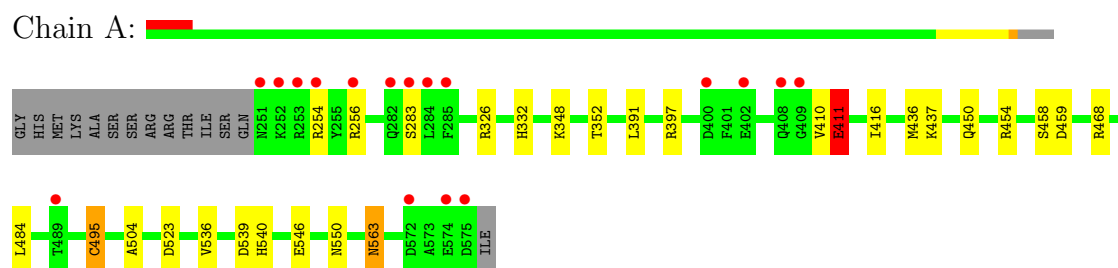 Chain A:
GLY HIS MET LYS ALA SER SER ARG ARG THR ILE SER GLN N251 K252 R253 R254 Y255 R256 Q282 S283 L284 F285 R326 H332 K348 T352 L391 R397 D400 F401 E402 Q408 G409 V410 E411 I416 M436 K437 Q450 R454 S458 D459 R468
L484 T489 C495 A504 D523 V536 D539 H540 E546 N550 N563 D572 A573 E574 D575 ILE